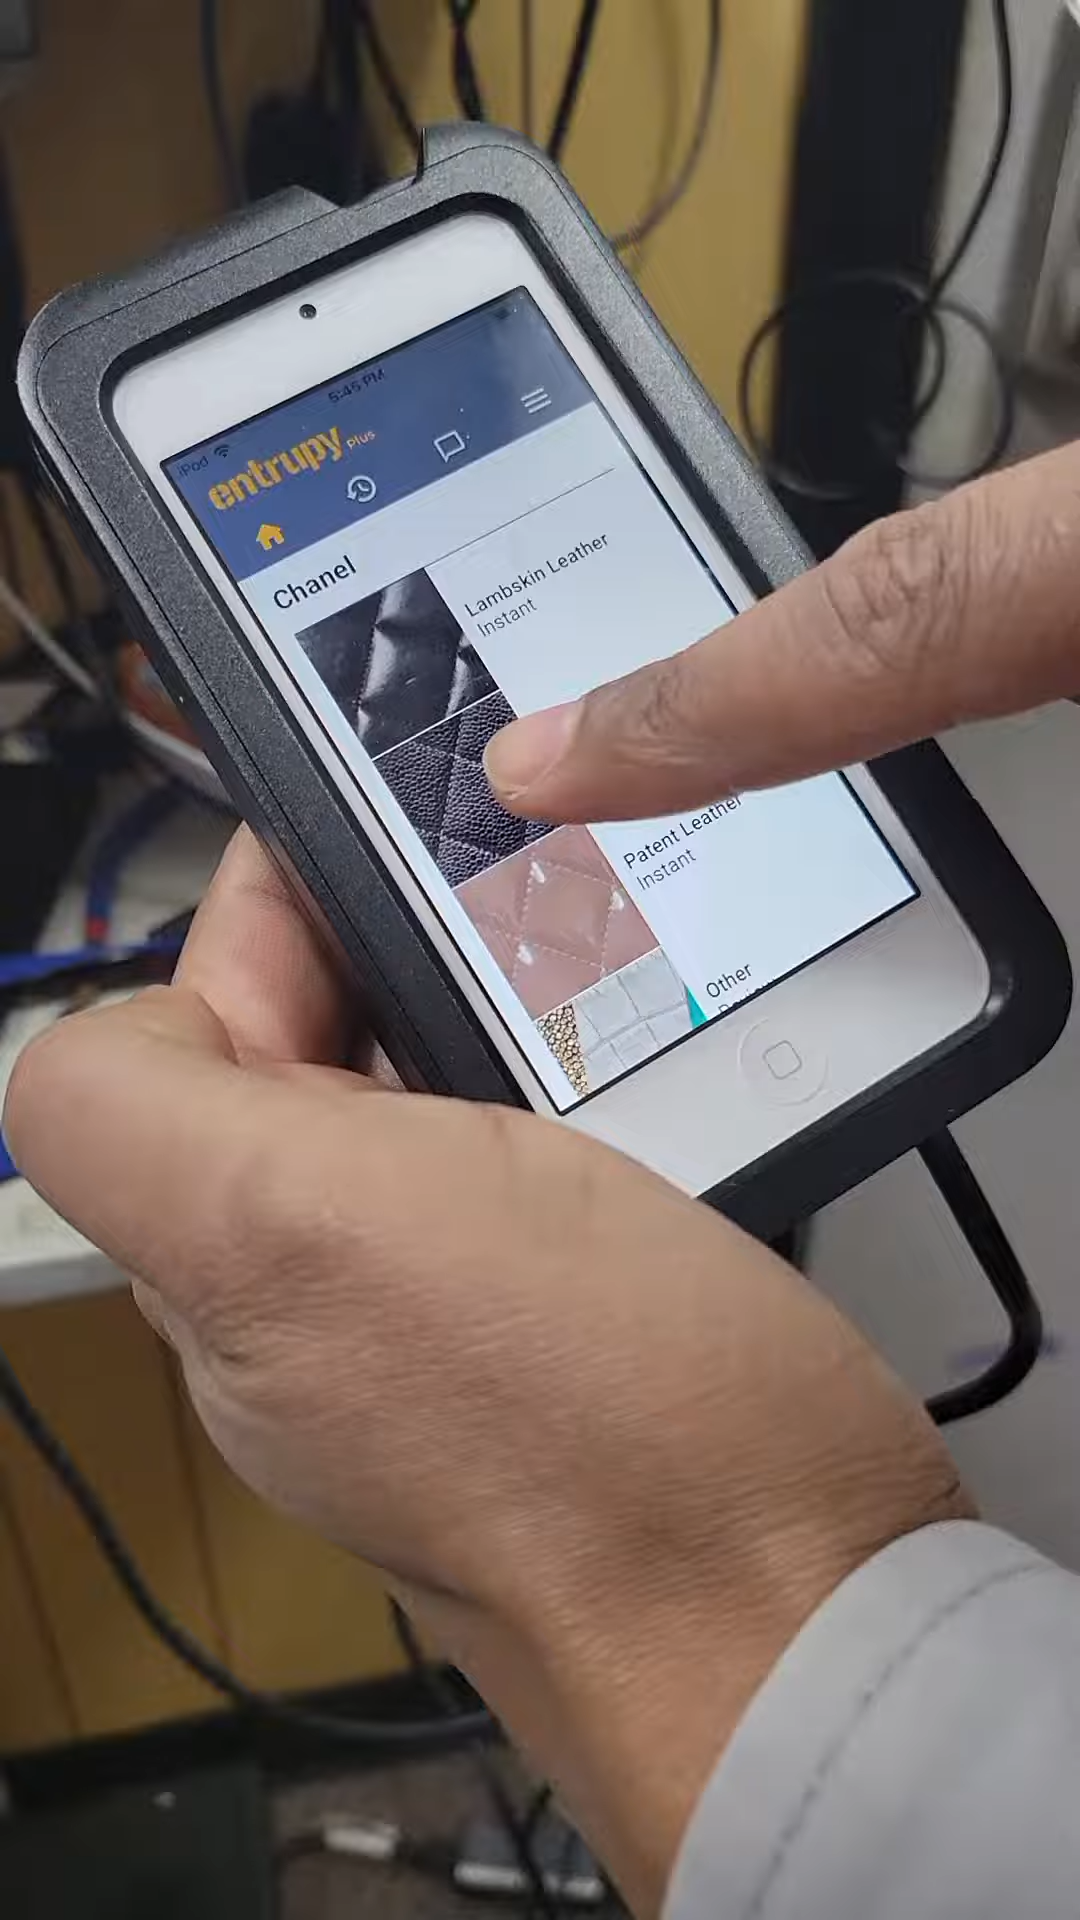 iPod
5:45 PM
entrupy plus
Chanel
Lambskin Leather
Instant
Patent Leather
Instant
Other